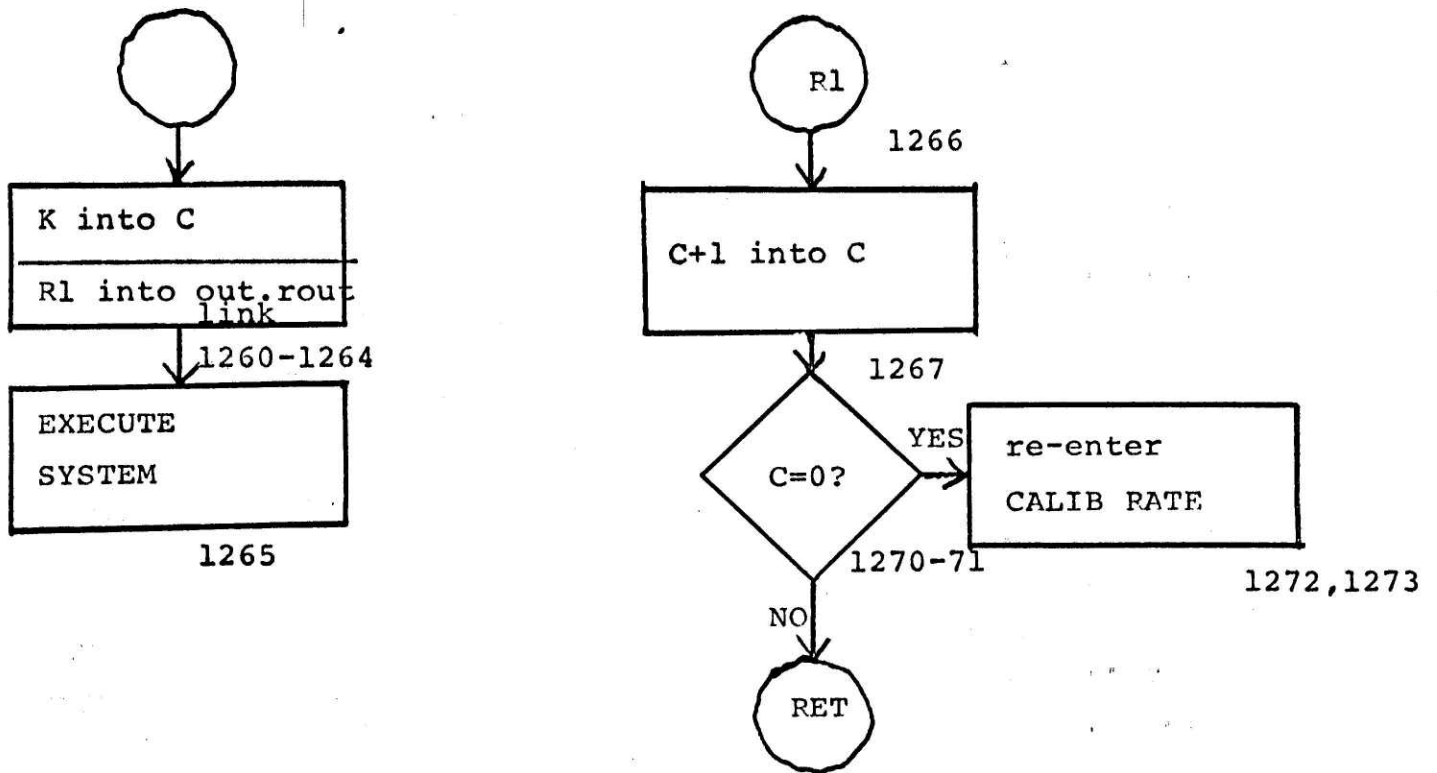 K into C
R1 into out.rout
link
1260-1264
EXECUTE
SYSTEM
1265
R1
1266
C+1 into C
1267
C=0?
YES
re-enter
CALIB RATE
1270-71
1272,1273
NO
RET